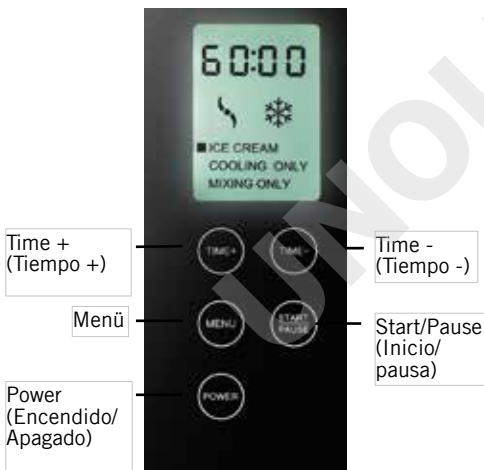 60:00
ICE CREAM
COOLING ONLY
MIXING ONLY
Time +
(Tiempo +)
TIME+
TIME-
Time -
(Tiempo -)
Menü
MENU
START
PAUSE
Start/Pause
(Inicio/
pausa)
Power
(Encendido/
Apagado)
POWER
UNO